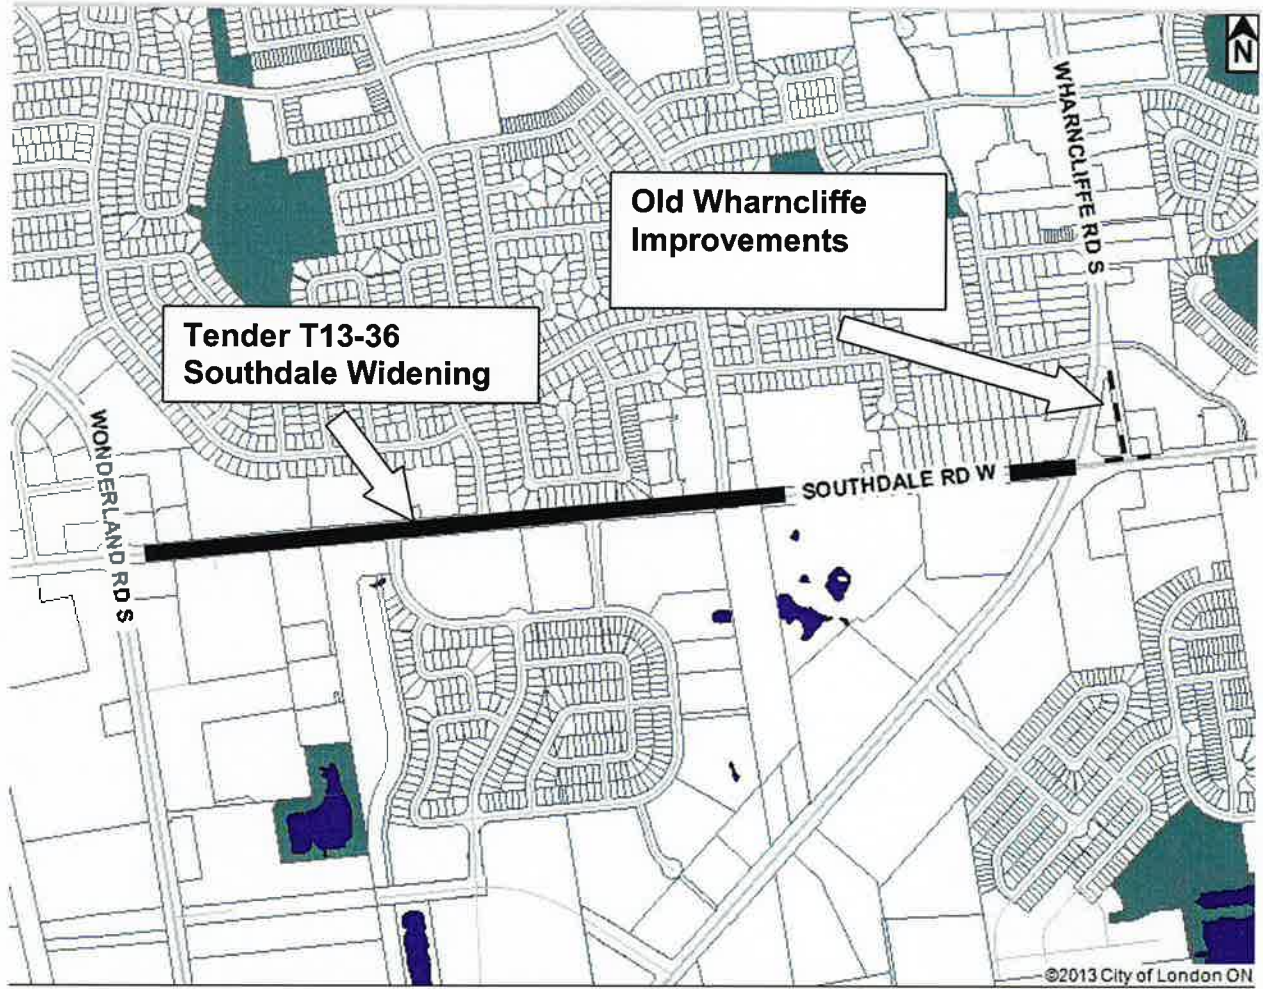 N
WHARNCLIFFE RD S
Old Wharncliffe
Improvements
Tender T13-36
Southdale Widening
WONDERLAND RD S
SOUTHDALE RD W
©2013 City of London ON